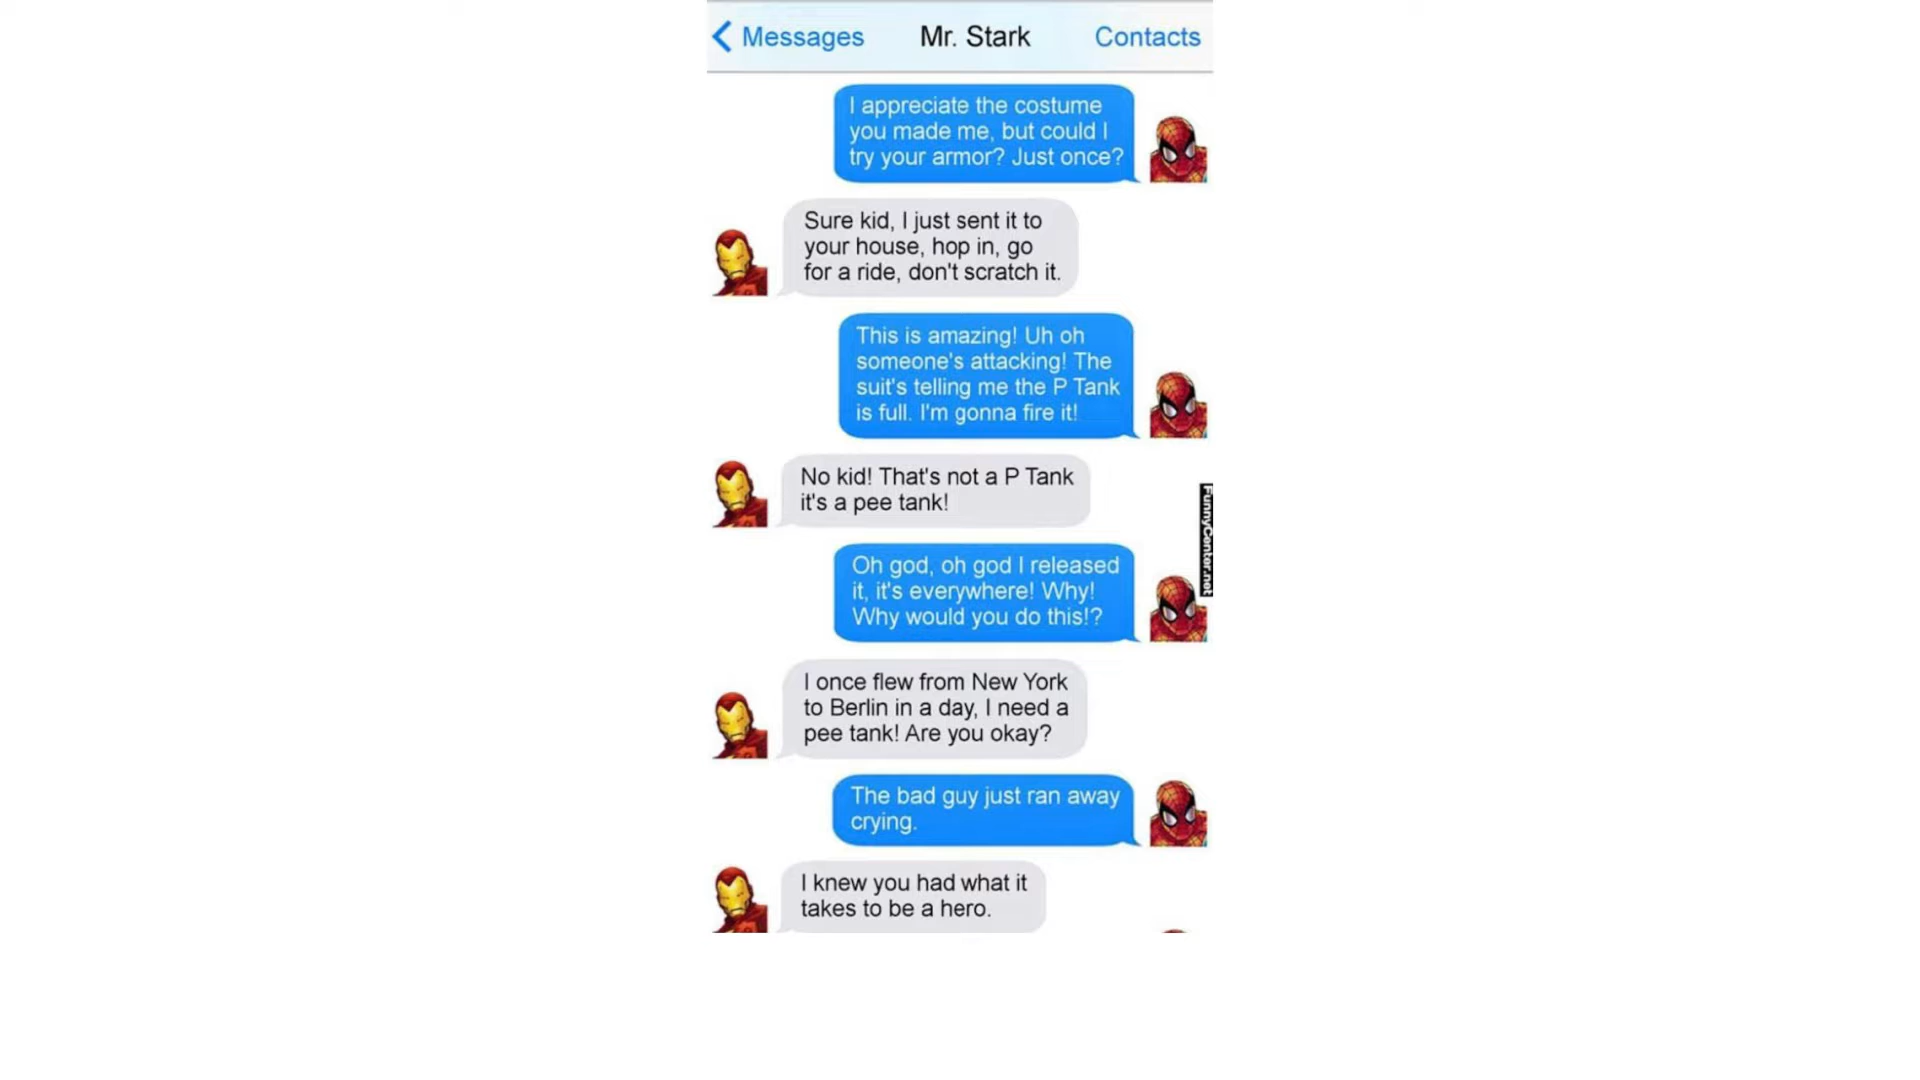 Messages Mr. Stark Contacts
I appreciate the costume
you made me, but could I
try your armor? Just once?
Sure kid, I just sent it to
your house, hop in, go
for a ride, don't scratch it.
This is amazing! Uh oh
someone's attacking! The
suit's telling me the P Tank
is full. I'm gonna fire it!
No kid! That's not a P Tank
it's a pee tank!
Oh god, oh god I released
it, it's everywhere! Why!
Why would you do this!?
I once flew from New York
to Berlin in a day, I need a
pee tank! Are you okay?
The bad guy just ran away
crying.
I knew you had what it
takes to be a hero.
FunnyCenter.net